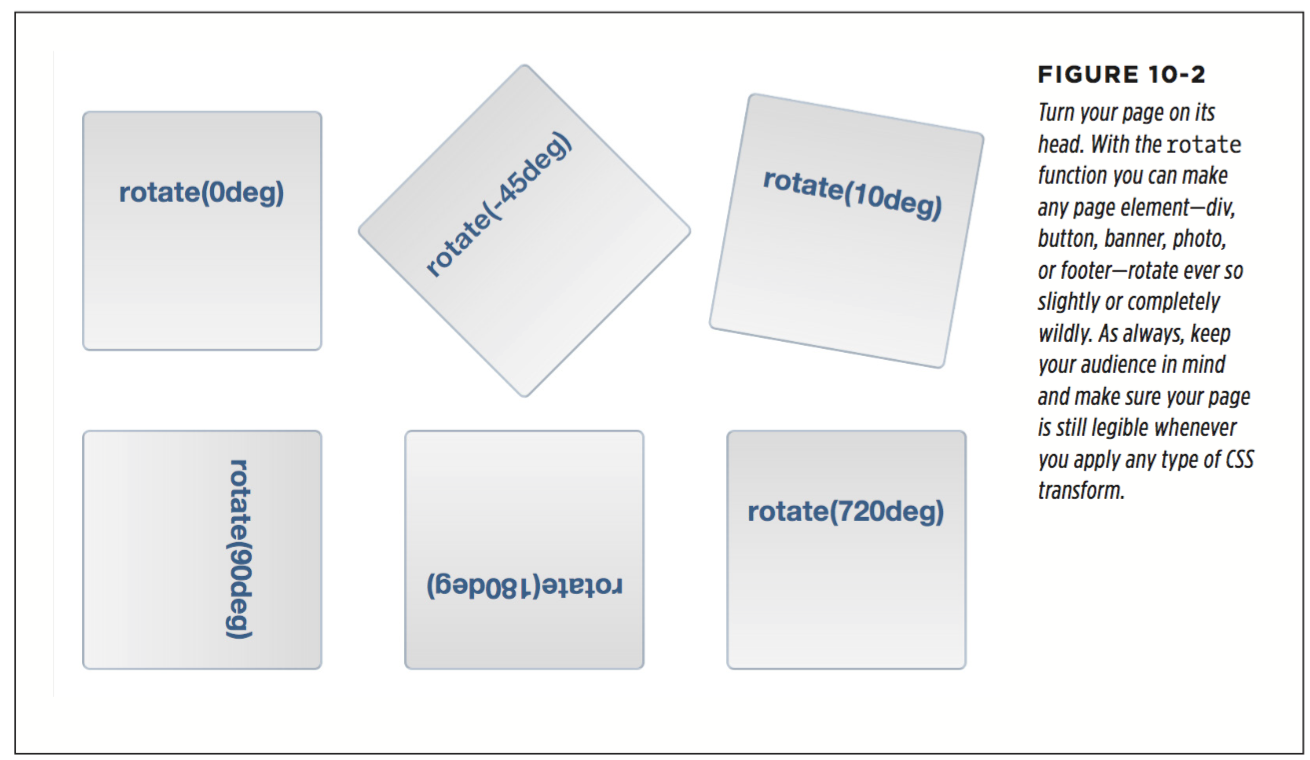 rotate(0deg)
rotate(-45deg)
rotate(10deg)
rotate(90deg)
rotate(180deg)
rotate(720deg)
FIGURE 10-2
Turn your page on its
head. With the rotate
function you can make
any page element—div,
button, banner, photo,
or footer—rotate ever so
slightly or completely
wildly. As always, keep
your audience in mind
and make sure your page
is still legible whenever
you apply any type of CSS
transform.